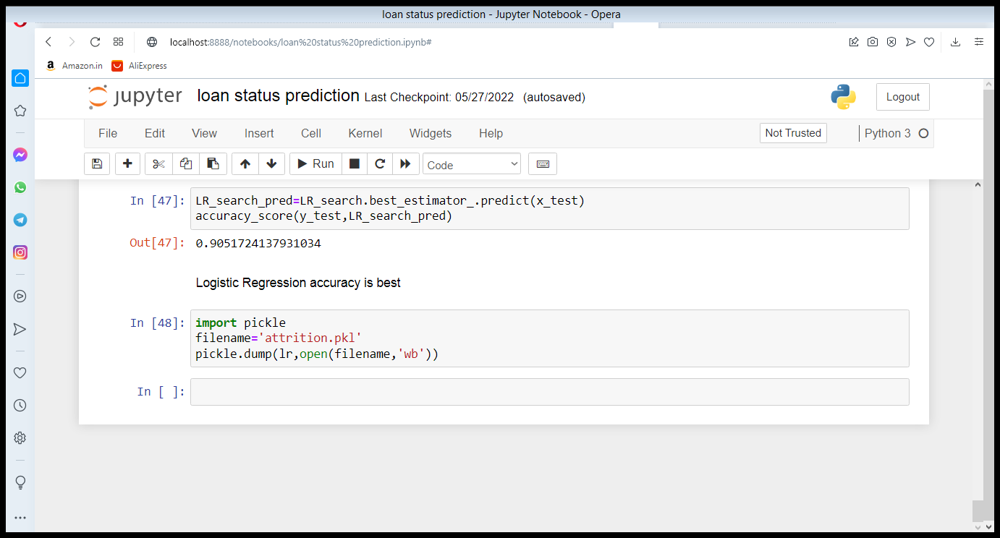 loan status prediction - Jupyter Notebook - Opera
localhost:8888/notebooks/loan%20status%20prediction.ipynb#
a Amazon.in AliExpress
jupyter loan status prediction Last Checkpoint: 05/27/2022 (autosaved) Logout
File Edit View Insert Cell Kernel Widgets Help Not Trusted Python 3
Run Code
In [47]: LR_search_pred=LR_search.best_estimator_.predict(x_test)
accuracy_score(y_test,LR_search_pred)
Out[47]: 0.9051724137931034
Logistic Regression accuracy is best
In [48]: import pickle
filename='attrition.pkl'
pickle.dump(lr,open(filename,'wb'))
In [ ]: